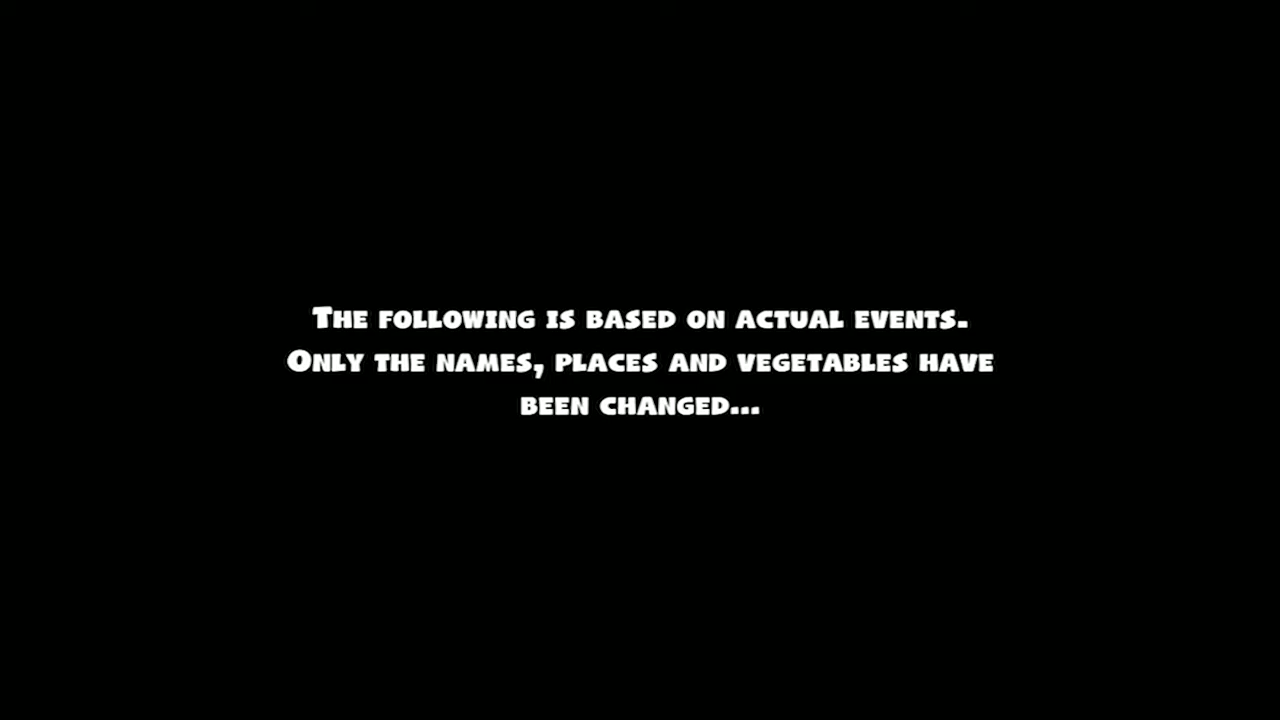 The following is based on actual events.
Only the names, places and vegetables have
been changed...